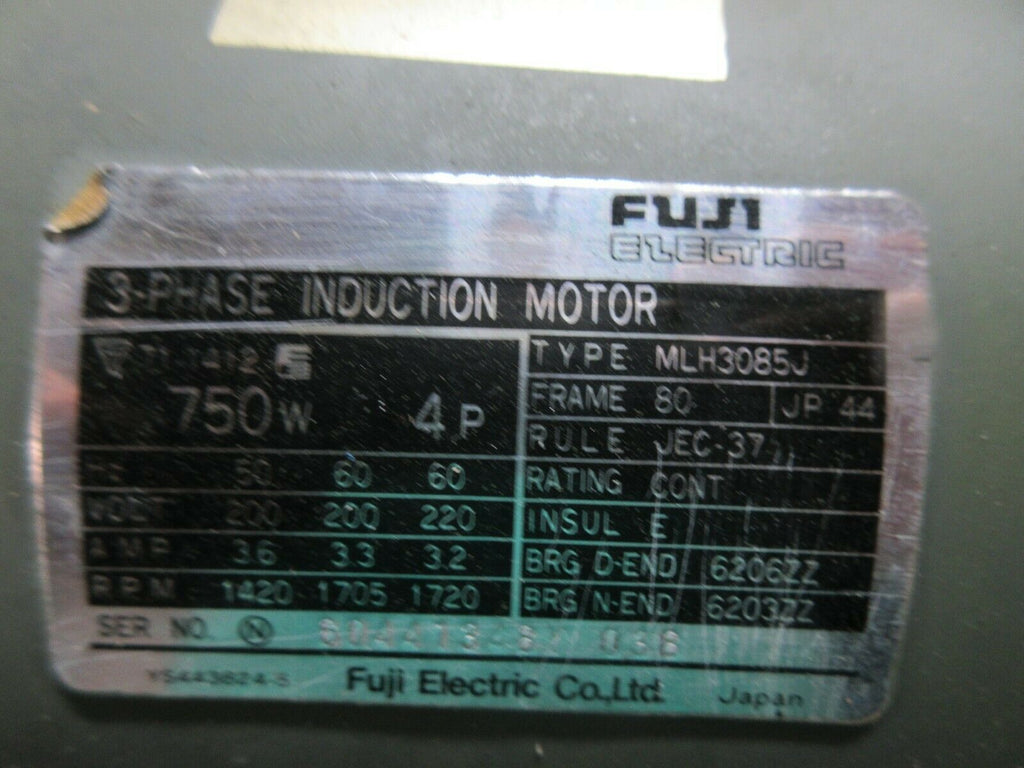 FUJI
ELECTRIC
3-PHASE INDUCTION MOTOR
750W 4P
Hz 50 60 60
VOLT 200 200 220
AMP 3.6 3.3 3.2
RPM 1420 1705 1720
TYPE MLH3085J
FRAME 80 JP 44
RULE JEC-37
RATING CONT
INSUL E
BRG D-END 6206ZZ
BRG N-END 6203ZZ
SER NO. N
Fuji Electric Co.,Ltd. Japan